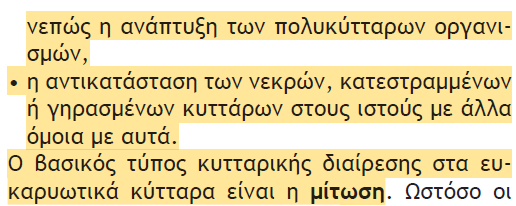 νεπώς η ανάπτυξη των πολυκύτταρων οργανι-
σμών,
• η αντικατάσταση των νεκρών, κατεστραμμένων
ή γηρασμένων κυττάρων στους ιστούς με άλλα
όμοια με αυτά.
Ο βασικός τύπος κυτταρικής διαίρεσης στα ευ-
καρυωτικά κύτταρα είναι η μίτωση. Ωστόσο οι